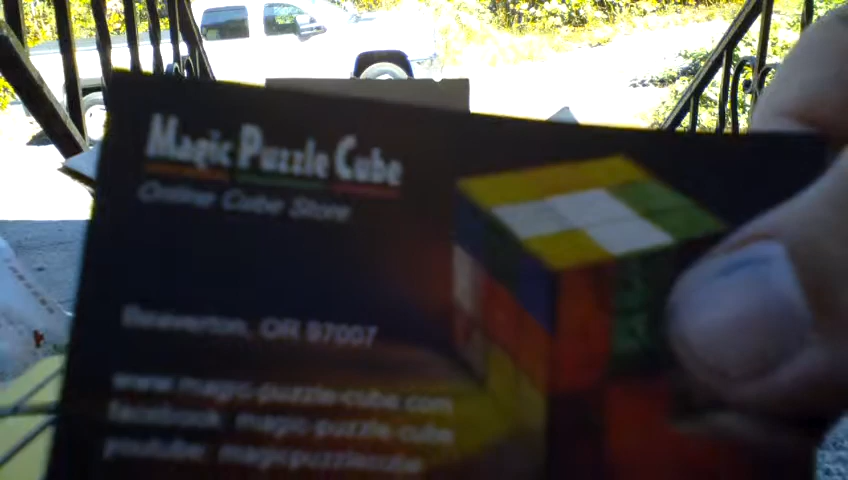 Magic Puzzle Cube
Online Cube Store
Beaverton, OR 97007
www.magic-puzzle-cube.com
facebook: magic.puzzle.cube
youtube: magicpuzzlecube